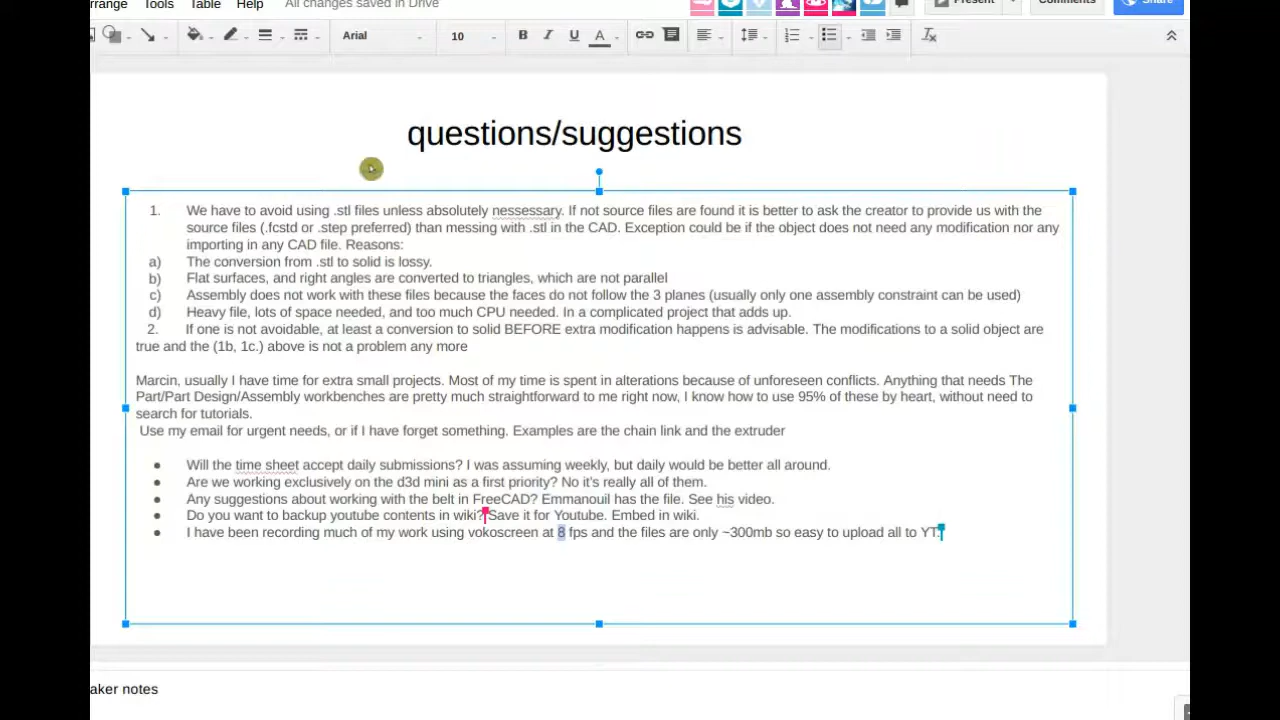 rrange Tools Table Help All changes saved in Drive Present Comments Share
Arial 10 B I U A
questions/suggestions
1. We have to avoid using .stl files unless absolutely nessessary. If not source files are found it is better to ask the creator to provide us with the
source files (.fcstd or .step preferred) than messing with .stl in the CAD. Exception could be if the object does not need any modification nor any
importing in any CAD file. Reasons:
a) The conversion from .stl to solid is lossy.
b) Flat surfaces, and right angles are converted to triangles, which are not parallel
c) Assembly does not work with these files because the faces do not follow the 3 planes (usually only one assembly constraint can be used)
d) Heavy file, lots of space needed, and too much CPU needed. In a complicated project that adds up.
2. If one is not avoidable, at least a conversion to solid BEFORE extra modification happens is advisable. The modifications to a solid object are
true and the (1b, 1c.) above is not a problem any more
Marcin, usually I have time for extra small projects. Most of my time is spent in alterations because of unforeseen conflicts. Anything that needs The
Part/Part Design/Assembly workbenches are pretty much straightforward to me right now, I know how to use 95% of these by heart, without need to
search for tutorials.
Use my email for urgent needs, or if I have forget something. Examples are the chain link and the extruder
● Will the time sheet accept daily submissions? I was assuming weekly, but daily would be better all around.
● Are we working exclusively on the d3d mini as a first priority? No it's really all of them.
● Any suggestions about working with the belt in FreeCAD? Emmanouil has the file. See his video.
● Do you want to backup youtube contents in wiki? Save it for Youtube. Embed in wiki.
● I have been recording much of my work using vokoscreen at 8 fps and the files are only ~300mb so easy to upload all to YT.
aker notes